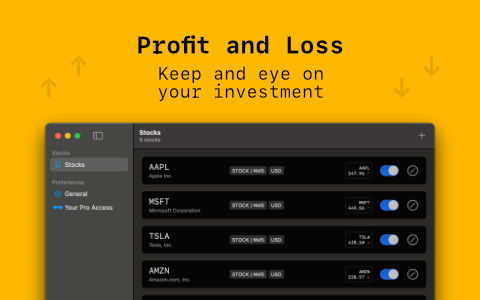 Profit and Loss
Keep and eye on
your investment
Stocks
5 stocks
Stocks
Stocks
Preferences
General
Your Pro Access
AAPL
Apple Inc.
STOCK | NMS
USD
AAPL
247.96
MSFT
Microsoft Corporation
STOCK | NMS
USD
MSFT
449.56
TSLA
Tesla, Inc.
STOCK | NMS
USD
TSLA
418.10
AMZN
Amazon.com, Inc.
STOCK | NMS
USD
AMZN
228.97